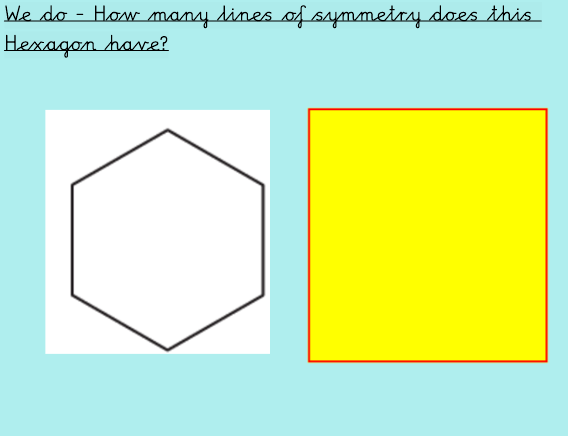 We do - How many lines of symmetry does this
Hexagon have?